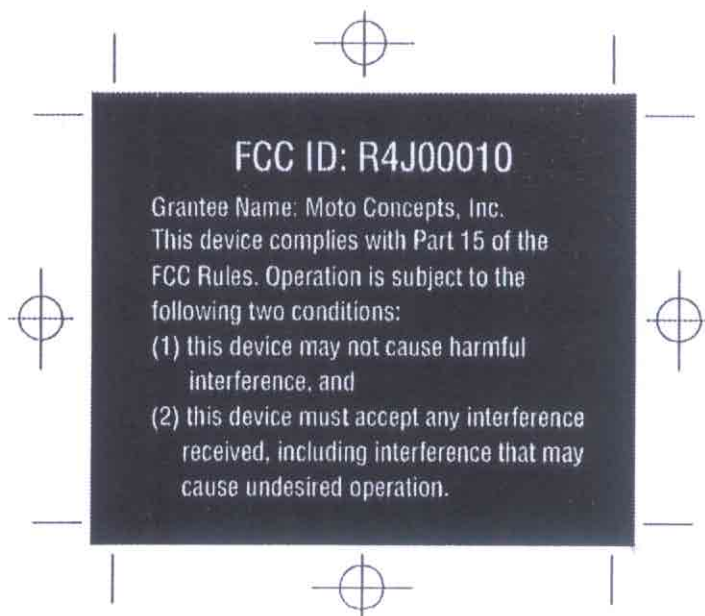 FCC ID: R4J00010
Grantee Name: Moto Concepts, Inc.
This device complies with Part 15 of the
FCC Rules. Operation is subject to the
following two conditions:
(1) this device may not cause harmful
interference, and
(2) this device must accept any interference
received, including interference that may
cause undesired operation.